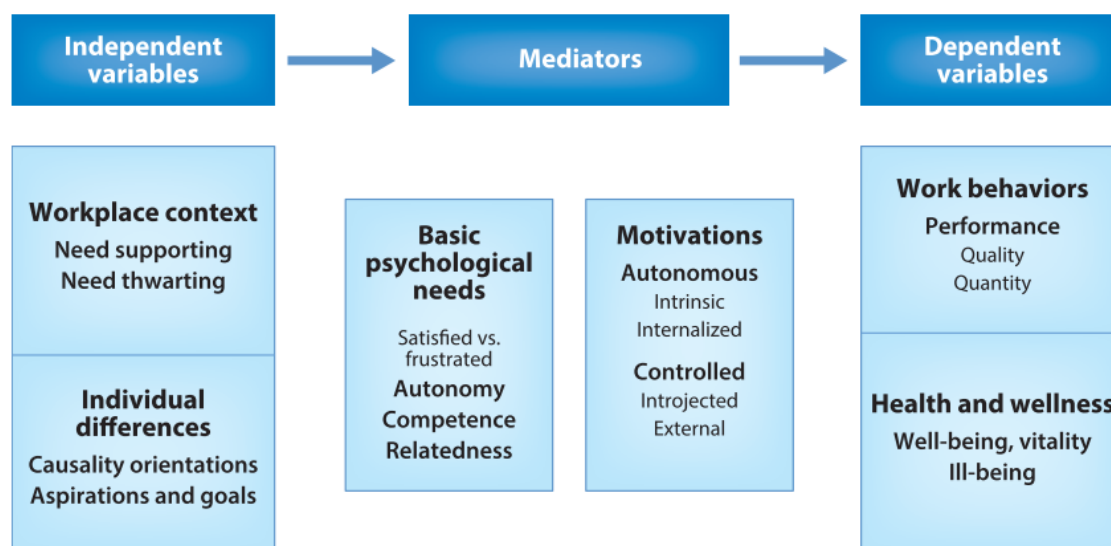 Independent
variables
Mediators
Dependent
variables
Workplace context
Need supporting
Need thwarting
Individual
differences
Causality orientations
Aspirations and goals
Basic
psychological
needs
Satisfied vs.
frustrated
Autonomy
Competence
Relatedness
Motivations
Autonomous
Intrinsic
Internalized
Controlled
Introjected
External
Work behaviors
Performance
Quality
Quantity
Health and wellness
Well-being, vitality
Ill-being